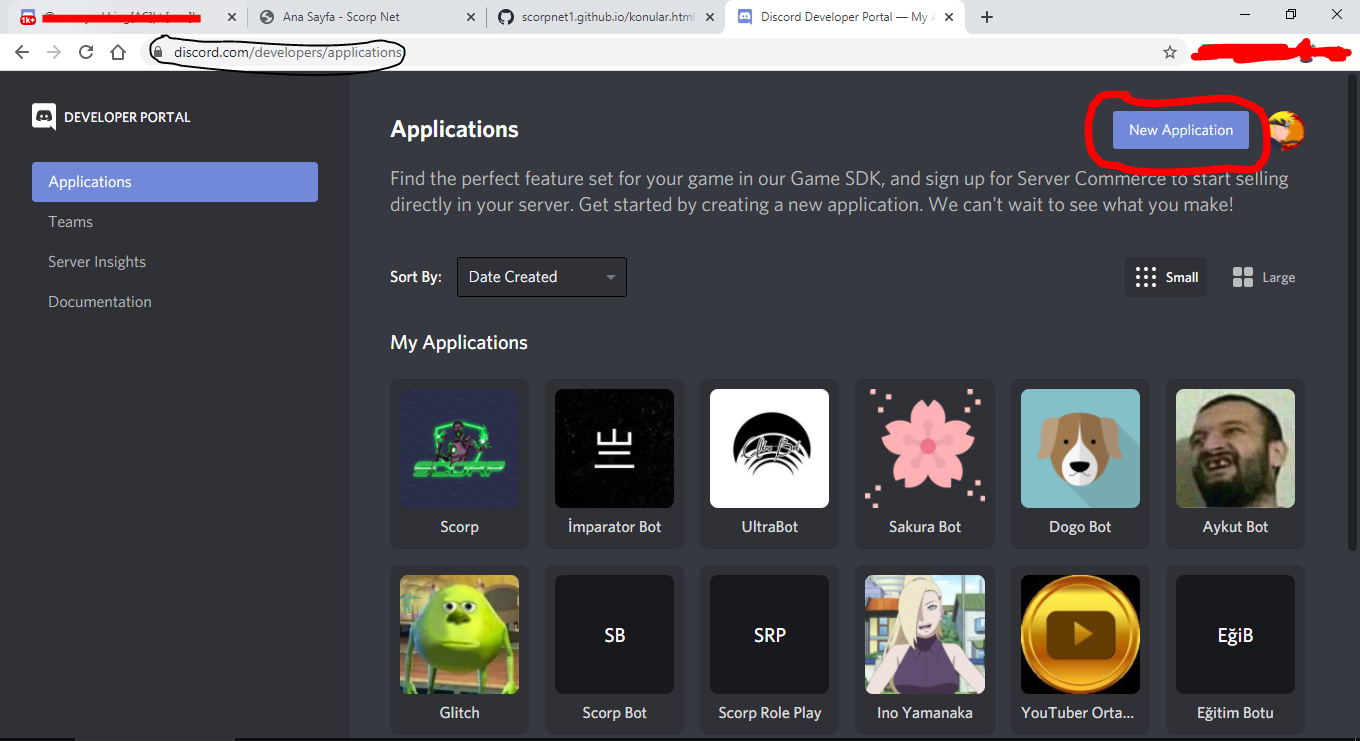 1K+
Ana Sayfa - Scorp Net
scorpnet1.github.io/konular.html
Discord Developer Portal — My
discord.com/developers/applications
DEVELOPER PORTAL
Applications
Teams
Server Insights
Documentation
Applications
New Application
Find the perfect feature set for your game in our Game SDK, and sign up for Server Commerce to start selling
directly in your server. Get started by creating a new application. We can't wait to see what you make!
Sort By:
Date Created
Small
Large
My Applications
SCORP
Scorp
İmparator Bot
UltraBot
Sakura Bot
Dogo Bot
Aykut Bot
SB
SRP
EğiB
Glitch
Scorp Bot
Scorp Role Play
Ino Yamanaka
YouTuber Orta...
Eğitim Botu